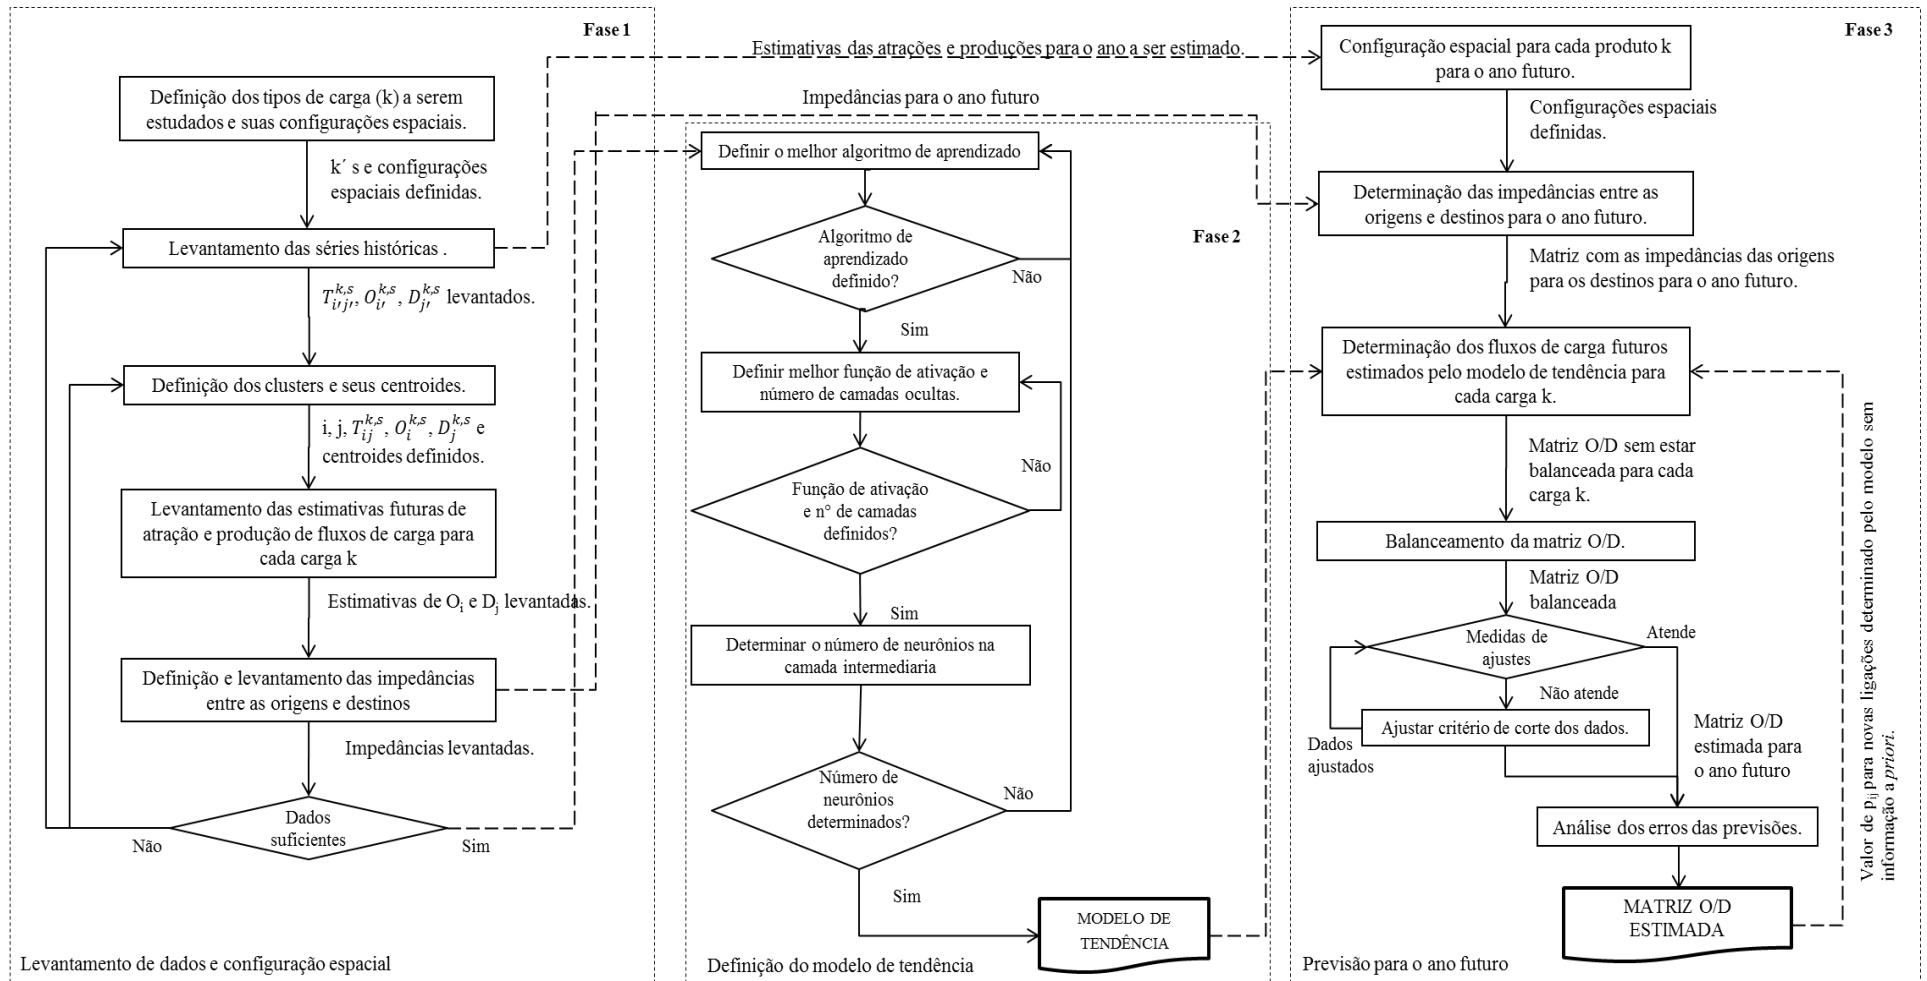 Fase 1
Definição dos tipos de carga (k) a serem
estudados e suas configurações espaciais.
k´ s e configurações
espaciais definidas.
Levantamento das séries históricas .
$T_{i'j'}^{k,s}$, $O_{i'}^{k,s}$, $D_{j'}^{k,s}$ levantados.
Definição dos clusters e seus centroides.
i, j, $T_{ij}^{k,s}$, $O_{i}^{k,s}$, $D_{j}^{k,s}$ e
centroides definidos.
Levantamento das estimativas futuras de
atração e produção de fluxos de carga para
cada carga k
Estimativas de O_i e D_j levantadas.
Definição e levantamento das impedâncias
entre as origens e destinos
Impedâncias levantadas.
Dados
suficientes
Não
Sim
Levantamento de dados e configuração espacial
Estimativas das atrações e produções para o ano a ser estimado.
Impedâncias para o ano futuro
Fase 2
Definir o melhor algoritmo de aprendizado
Algoritmo de
aprendizado
definido?
Não
Sim
Definir melhor função de ativação e
número de camadas ocultas.
Não
Função de ativação
e n° de camadas
definidos?
Sim
Determinar o número de neurônios na
camada intermediaria
Número de
neurônios
determinados?
Não
Sim
MODELO DE
TENDÊNCIA
Definição do modelo de tendência
Fase 3
Configuração espacial para cada produto k
para o ano futuro.
Configurações espaciais
definidas.
Determinação das impedâncias entre as
origens e destinos para o ano futuro.
Matriz com as impedâncias das origens
para os destinos para o ano futuro.
Determinação dos fluxos de carga futuros
estimados pelo modelo de tendência para
cada carga k.
Matriz O/D sem estar
balanceada para cada
carga k.
Balanceamento da matriz O/D.
Matriz O/D
balanceada
Medidas de
ajustes
Atende
Não atende
Ajustar critério de corte dos dados.
Dados
ajustados
Matriz O/D
estimada para
o ano futuro
Análise dos erros das previsões.
MATRIZ O/D
ESTIMADA
Valor de p_ij para novas ligações determinado pelo modelo sem
informação a priori.
Previsão para o ano futuro